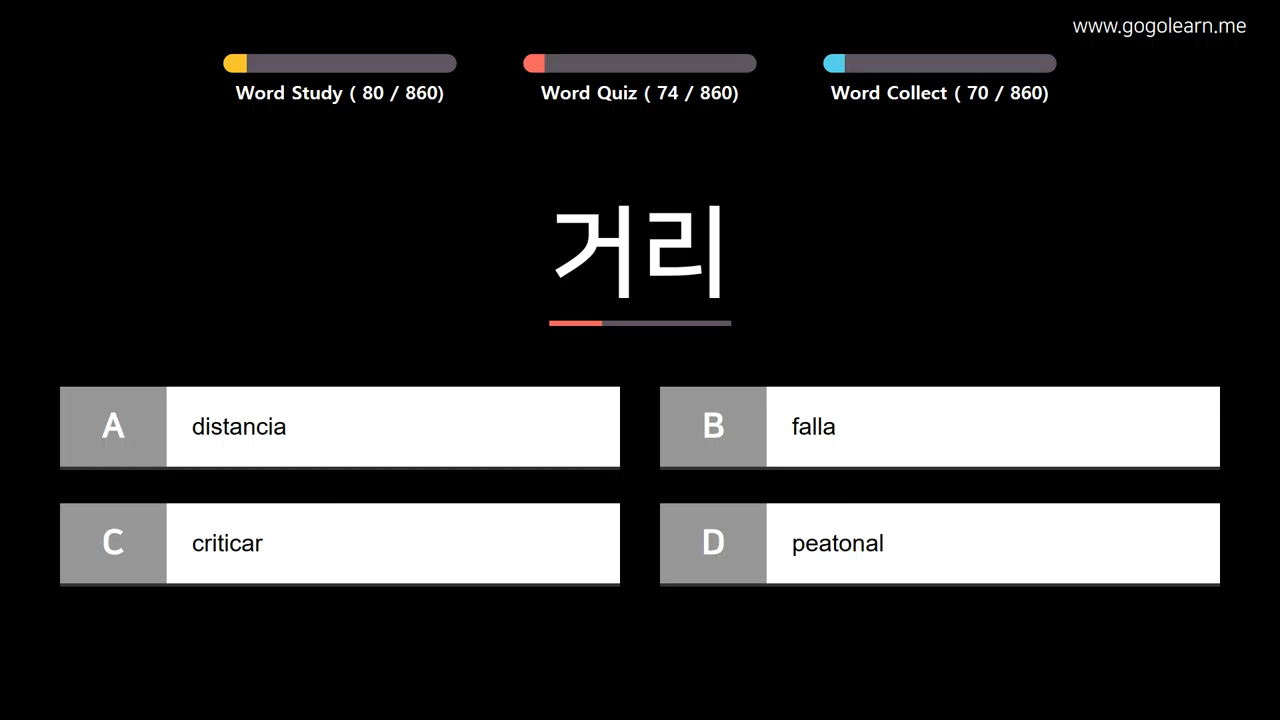 www.gogolearn.me
Word Study ( 80 / 860)
Word Quiz ( 74 / 860)
Word Collect ( 70 / 860)
거리
A distancia
B falla
C criticar
D peatonal